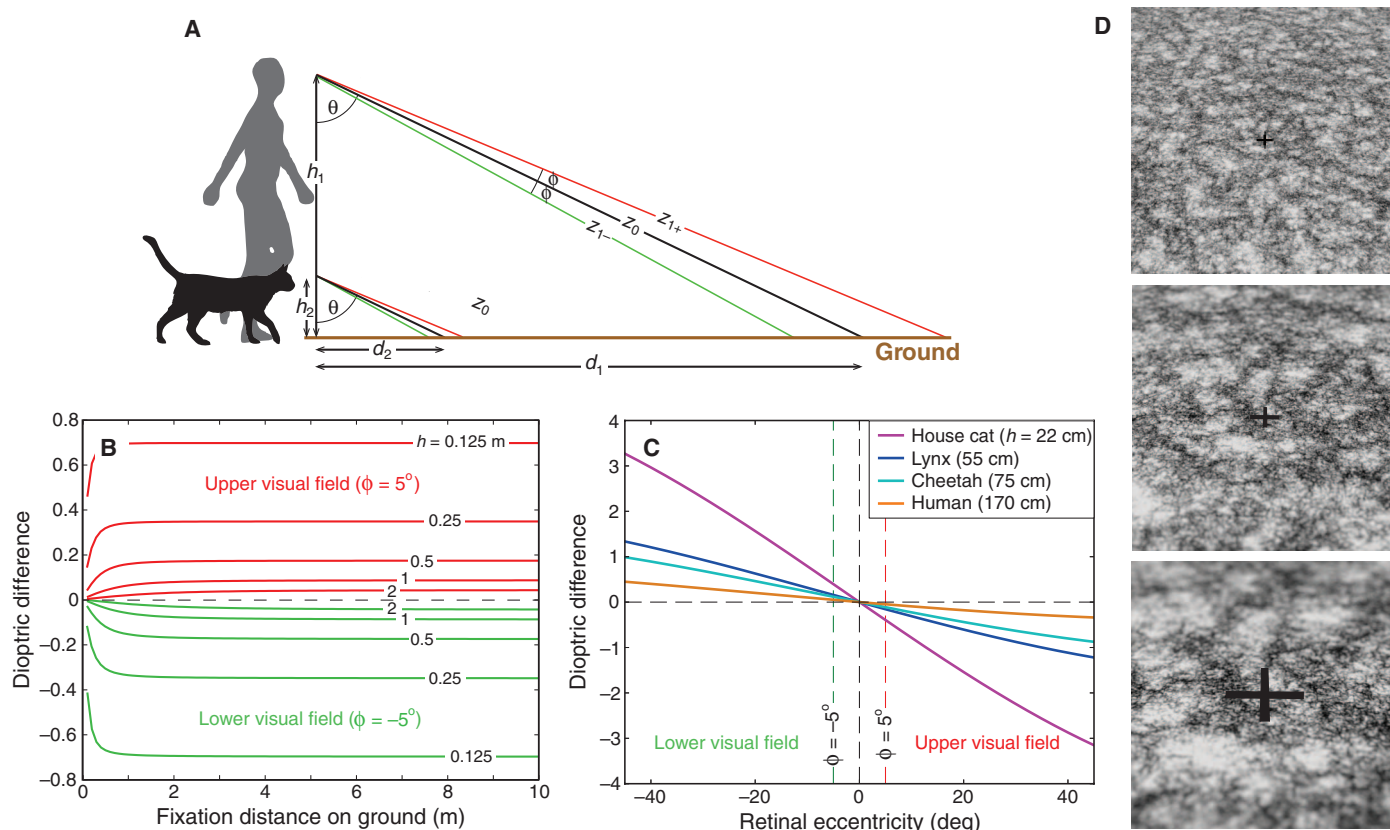 A
θ
h1
ϕ
ϕ
z1+
z0
z1–
h2
θ
z0
d2
d1
Ground
B
0.8
0.6
0.4
0.2
0
−0.2
−0.4
−0.6
−0.8
Dioptric difference
h = 0.125 m
Upper visual field (ϕ = 5o)
0.25
0.5
1
2
2
1
0.5
0.25
Lower visual field (ϕ = –5o)
0.125
0 2 4 6 8 10
Fixation distance on ground (m)
C
4
3
2
1
0
−1
−2
−3
−4
Dioptric difference
House cat (h = 22 cm)
Lynx (55 cm)
Cheetah (75 cm)
Human (170 cm)
Lower visual field
ϕ = –5o
ϕ = 5o
Upper visual field
−40 −20 0 20 40
Retinal eccentricity (deg)
D